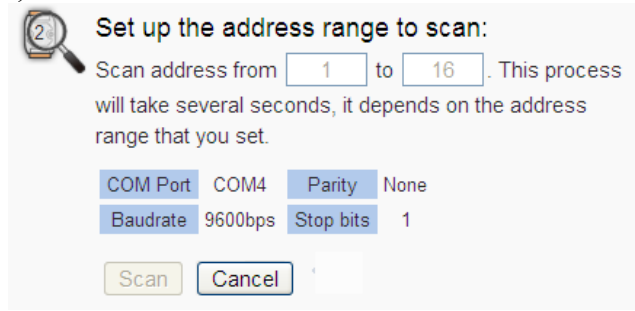 2
Set up the address range to scan:
Scan address from 1 to 16 . This process
will take several seconds, it depends on the address
range that you set.
COM Port COM4 Parity None
Baudrate 9600bps Stop bits 1
Scan Cancel